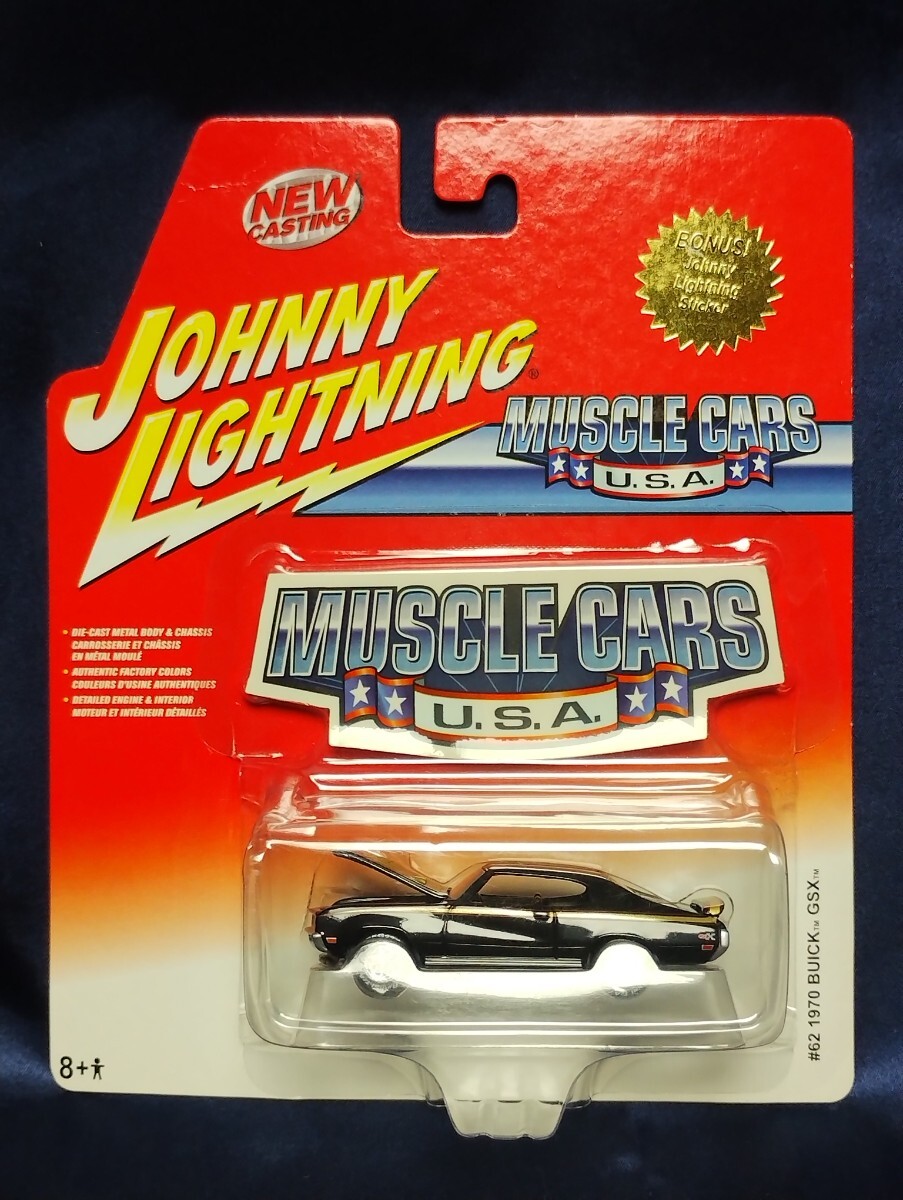 NEW
CASTING
BONUS!
Johnny
Lightning
Sticker
JOHNNY
LIGHTNING®
MUSCLE CARS
U.S.A.
MUSCLE CARS
U.S.A.
• DIE-CAST METAL BODY & CHASSIS
CARROSSERIE ET CHÂSSIS
EN MÉTAL MOULÉ
• AUTHENTIC FACTORY COLORS
COULEURS D'USINE AUTHENTIQUES
• DETAILED ENGINE & INTERIOR
MOTEUR ET INTÉRIEUR DÉTAILLÉS
#62 1970 BUICK™ GSX™
8+